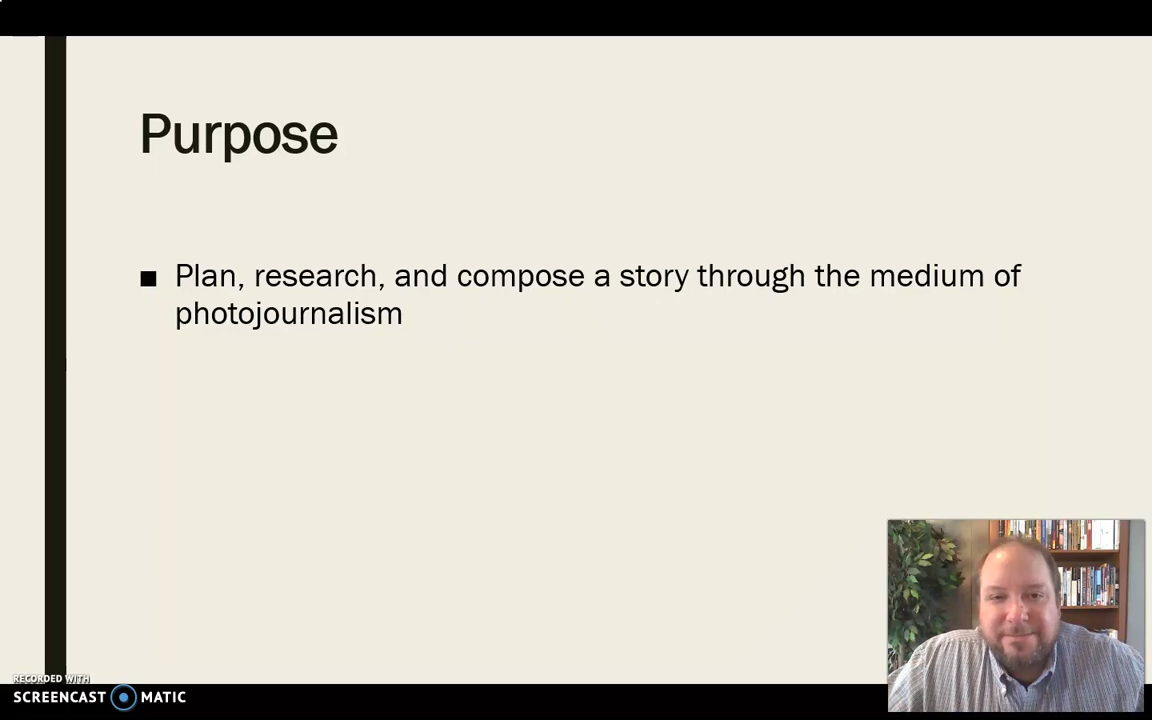 Purpose
■ Plan, research, and compose a story through the medium of
photojournalism
RECORDED WITH
SCREENCAST MATIC